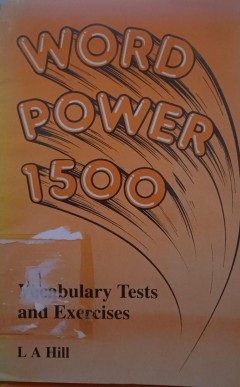 WORD
POWER
1500
Vocabulary Tests
and Exercises
L A Hill